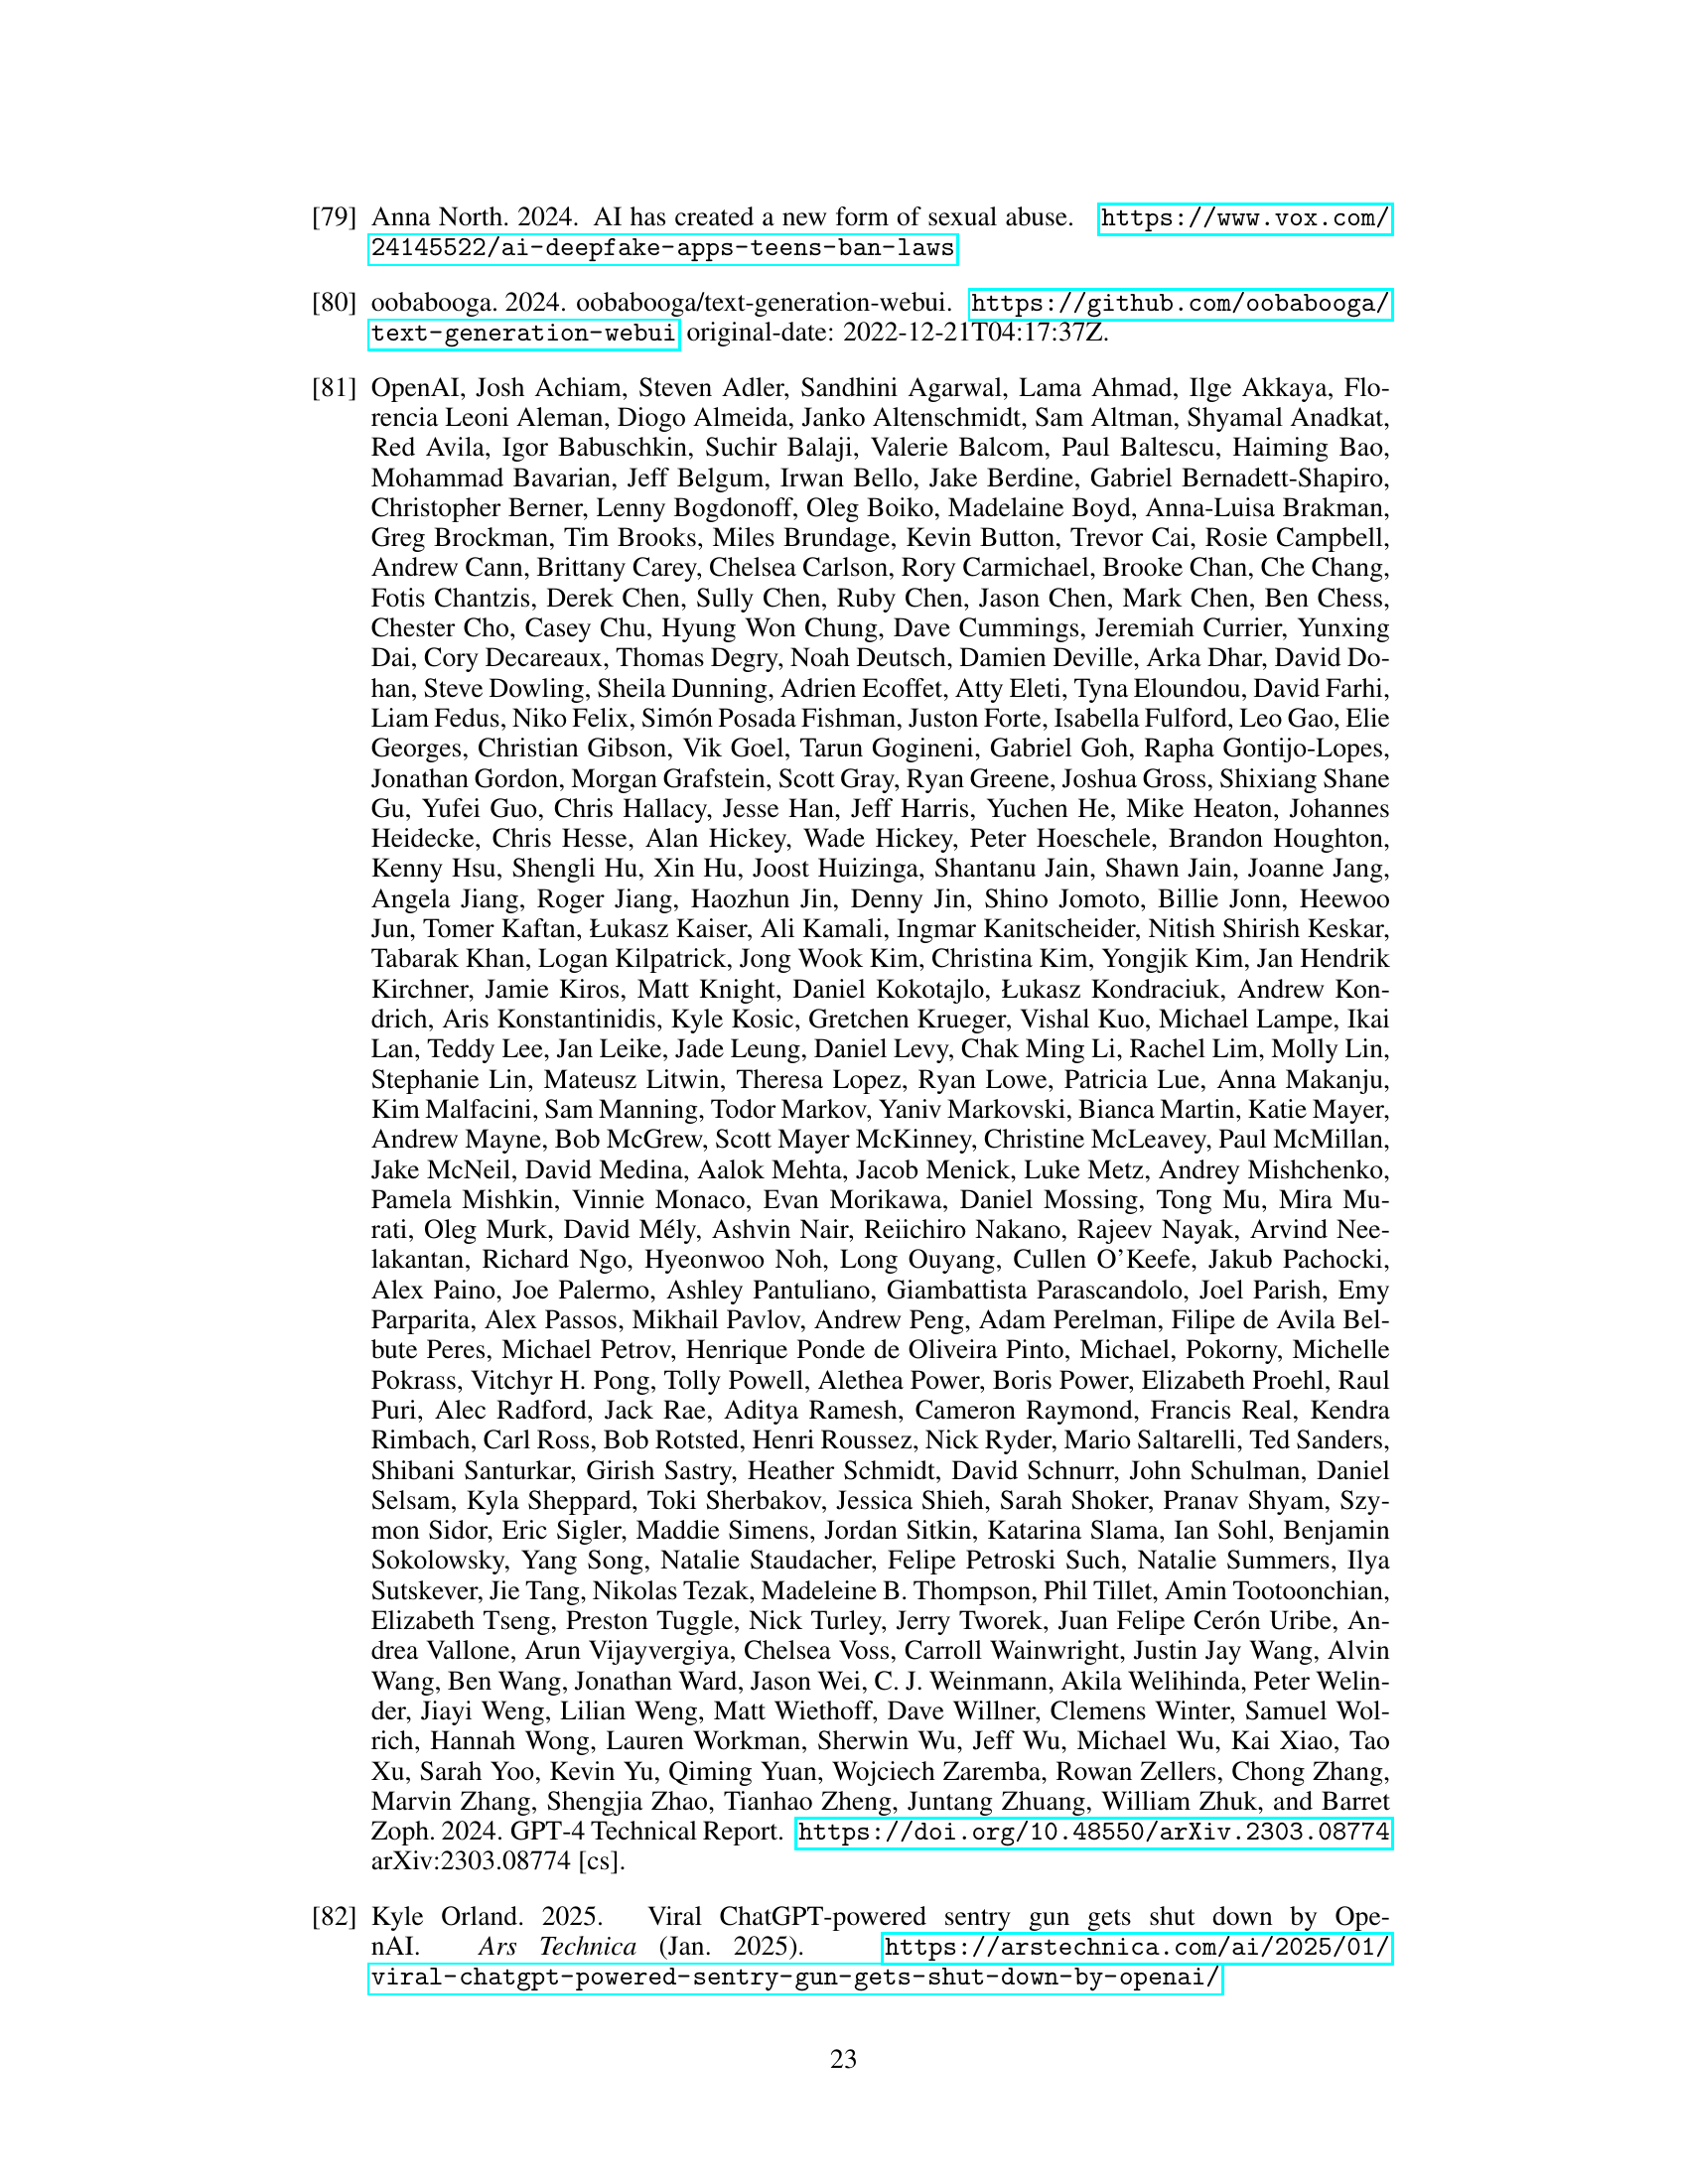 [79] Anna North. 2024. AI has created a new form of sexual abuse. https://www.vox.com/
24145522/ai-deepfake-apps-teens-ban-laws
[80] oobabooga. 2024. oobabooga/text-generation-webui. https://github.com/oobabooga/
text-generation-webui original-date: 2022-12-21T04:17:37Z.
[81] OpenAI, Josh Achiam, Steven Adler, Sandhini Agarwal, Lama Ahmad, Ilge Akkaya, Flo-
rencia Leoni Aleman, Diogo Almeida, Janko Altenschmidt, Sam Altman, Shyamal Anadkat,
Red Avila, Igor Babuschkin, Suchir Balaji, Valerie Balcom, Paul Baltescu, Haiming Bao,
Mohammad Bavarian, Jeff Belgum, Irwan Bello, Jake Berdine, Gabriel Bernadett-Shapiro,
Christopher Berner, Lenny Bogdonoff, Oleg Boiko, Madelaine Boyd, Anna-Luisa Brakman,
Greg Brockman, Tim Brooks, Miles Brundage, Kevin Button, Trevor Cai, Rosie Campbell,
Andrew Cann, Brittany Carey, Chelsea Carlson, Rory Carmichael, Brooke Chan, Che Chang,
Fotis Chantzis, Derek Chen, Sully Chen, Ruby Chen, Jason Chen, Mark Chen, Ben Chess,
Chester Cho, Casey Chu, Hyung Won Chung, Dave Cummings, Jeremiah Currier, Yunxing
Dai, Cory Decareaux, Thomas Degry, Noah Deutsch, Damien Deville, Arka Dhar, David Do-
han, Steve Dowling, Sheila Dunning, Adrien Ecoffet, Atty Eleti, Tyna Eloundou, David Farhi,
Liam Fedus, Niko Felix, Simón Posada Fishman, Juston Forte, Isabella Fulford, Leo Gao, Elie
Georges, Christian Gibson, Vik Goel, Tarun Gogineni, Gabriel Goh, Rapha Gontijo-Lopes,
Jonathan Gordon, Morgan Grafstein, Scott Gray, Ryan Greene, Joshua Gross, Shixiang Shane
Gu, Yufei Guo, Chris Hallacy, Jesse Han, Jeff Harris, Yuchen He, Mike Heaton, Johannes
Heidecke, Chris Hesse, Alan Hickey, Wade Hickey, Peter Hoeschele, Brandon Houghton,
Kenny Hsu, Shengli Hu, Xin Hu, Joost Huizinga, Shantanu Jain, Shawn Jain, Joanne Jang,
Angela Jiang, Roger Jiang, Haozhun Jin, Denny Jin, Shino Jomoto, Billie Jonn, Heewoo
Jun, Tomer Kaftan, Łukasz Kaiser, Ali Kamali, Ingmar Kanitscheider, Nitish Shirish Keskar,
Tabarak Khan, Logan Kilpatrick, Jong Wook Kim, Christina Kim, Yongjik Kim, Jan Hendrik
Kirchner, Jamie Kiros, Matt Knight, Daniel Kokotajlo, Łukasz Kondraciuk, Andrew Kon-
drich, Aris Konstantinidis, Kyle Kosic, Gretchen Krueger, Vishal Kuo, Michael Lampe, Ikai
Lan, Teddy Lee, Jan Leike, Jade Leung, Daniel Levy, Chak Ming Li, Rachel Lim, Molly Lin,
Stephanie Lin, Mateusz Litwin, Theresa Lopez, Ryan Lowe, Patricia Lue, Anna Makanju,
Kim Malfacini, Sam Manning, Todor Markov, Yaniv Markovski, Bianca Martin, Katie Mayer,
Andrew Mayne, Bob McGrew, Scott Mayer McKinney, Christine McLeavey, Paul McMillan,
Jake McNeil, David Medina, Aalok Mehta, Jacob Menick, Luke Metz, Andrey Mishchenko,
Pamela Mishkin, Vinnie Monaco, Evan Morikawa, Daniel Mossing, Tong Mu, Mira Mu-
rati, Oleg Murk, David Mély, Ashvin Nair, Reiichiro Nakano, Rajeev Nayak, Arvind Nee-
lakantan, Richard Ngo, Hyeonwoo Noh, Long Ouyang, Cullen O'Keefe, Jakub Pachocki,
Alex Paino, Joe Palermo, Ashley Pantuliano, Giambattista Parascandolo, Joel Parish, Emy
Parparita, Alex Passos, Mikhail Pavlov, Andrew Peng, Adam Perelman, Filipe de Avila Bel-
bute Peres, Michael Petrov, Henrique Ponde de Oliveira Pinto, Michael, Pokorny, Michelle
Pokrass, Vitchyr H. Pong, Tolly Powell, Alethea Power, Boris Power, Elizabeth Proehl, Raul
Puri, Alec Radford, Jack Rae, Aditya Ramesh, Cameron Raymond, Francis Real, Kendra
Rimbach, Carl Ross, Bob Rotsted, Henri Roussez, Nick Ryder, Mario Saltarelli, Ted Sanders,
Shibani Santurkar, Girish Sastry, Heather Schmidt, David Schnurr, John Schulman, Daniel
Selsam, Kyla Sheppard, Toki Sherbakov, Jessica Shieh, Sarah Shoker, Pranav Shyam, Szy-
mon Sidor, Eric Sigler, Maddie Simens, Jordan Sitkin, Katarina Slama, Ian Sohl, Benjamin
Sokolowsky, Yang Song, Natalie Staudacher, Felipe Petroski Such, Natalie Summers, Ilya
Sutskever, Jie Tang, Nikolas Tezak, Madeleine B. Thompson, Phil Tillet, Amin Tootoonchian,
Elizabeth Tseng, Preston Tuggle, Nick Turley, Jerry Tworek, Juan Felipe Cerón Uribe, An-
drea Vallone, Arun Vijayvergiya, Chelsea Voss, Carroll Wainwright, Justin Jay Wang, Alvin
Wang, Ben Wang, Jonathan Ward, Jason Wei, C. J. Weinmann, Akila Welihinda, Peter Welin-
der, Jiayi Weng, Lilian Weng, Matt Wiethoff, Dave Willner, Clemens Winter, Samuel Wol-
rich, Hannah Wong, Lauren Workman, Sherwin Wu, Jeff Wu, Michael Wu, Kai Xiao, Tao
Xu, Sarah Yoo, Kevin Yu, Qiming Yuan, Wojciech Zaremba, Rowan Zellers, Chong Zhang,
Marvin Zhang, Shengjia Zhao, Tianhao Zheng, Juntang Zhuang, William Zhuk, and Barret
Zoph. 2024. GPT-4 Technical Report. https://doi.org/10.48550/arXiv.2303.08774
arXiv:2303.08774 [cs].
[82] Kyle Orland. 2025. Viral ChatGPT-powered sentry gun gets shut down by Ope-
nAI. Ars Technica (Jan. 2025). https://arstechnica.com/ai/2025/01/
viral-chatgpt-powered-sentry-gun-gets-shut-down-by-openai/
23